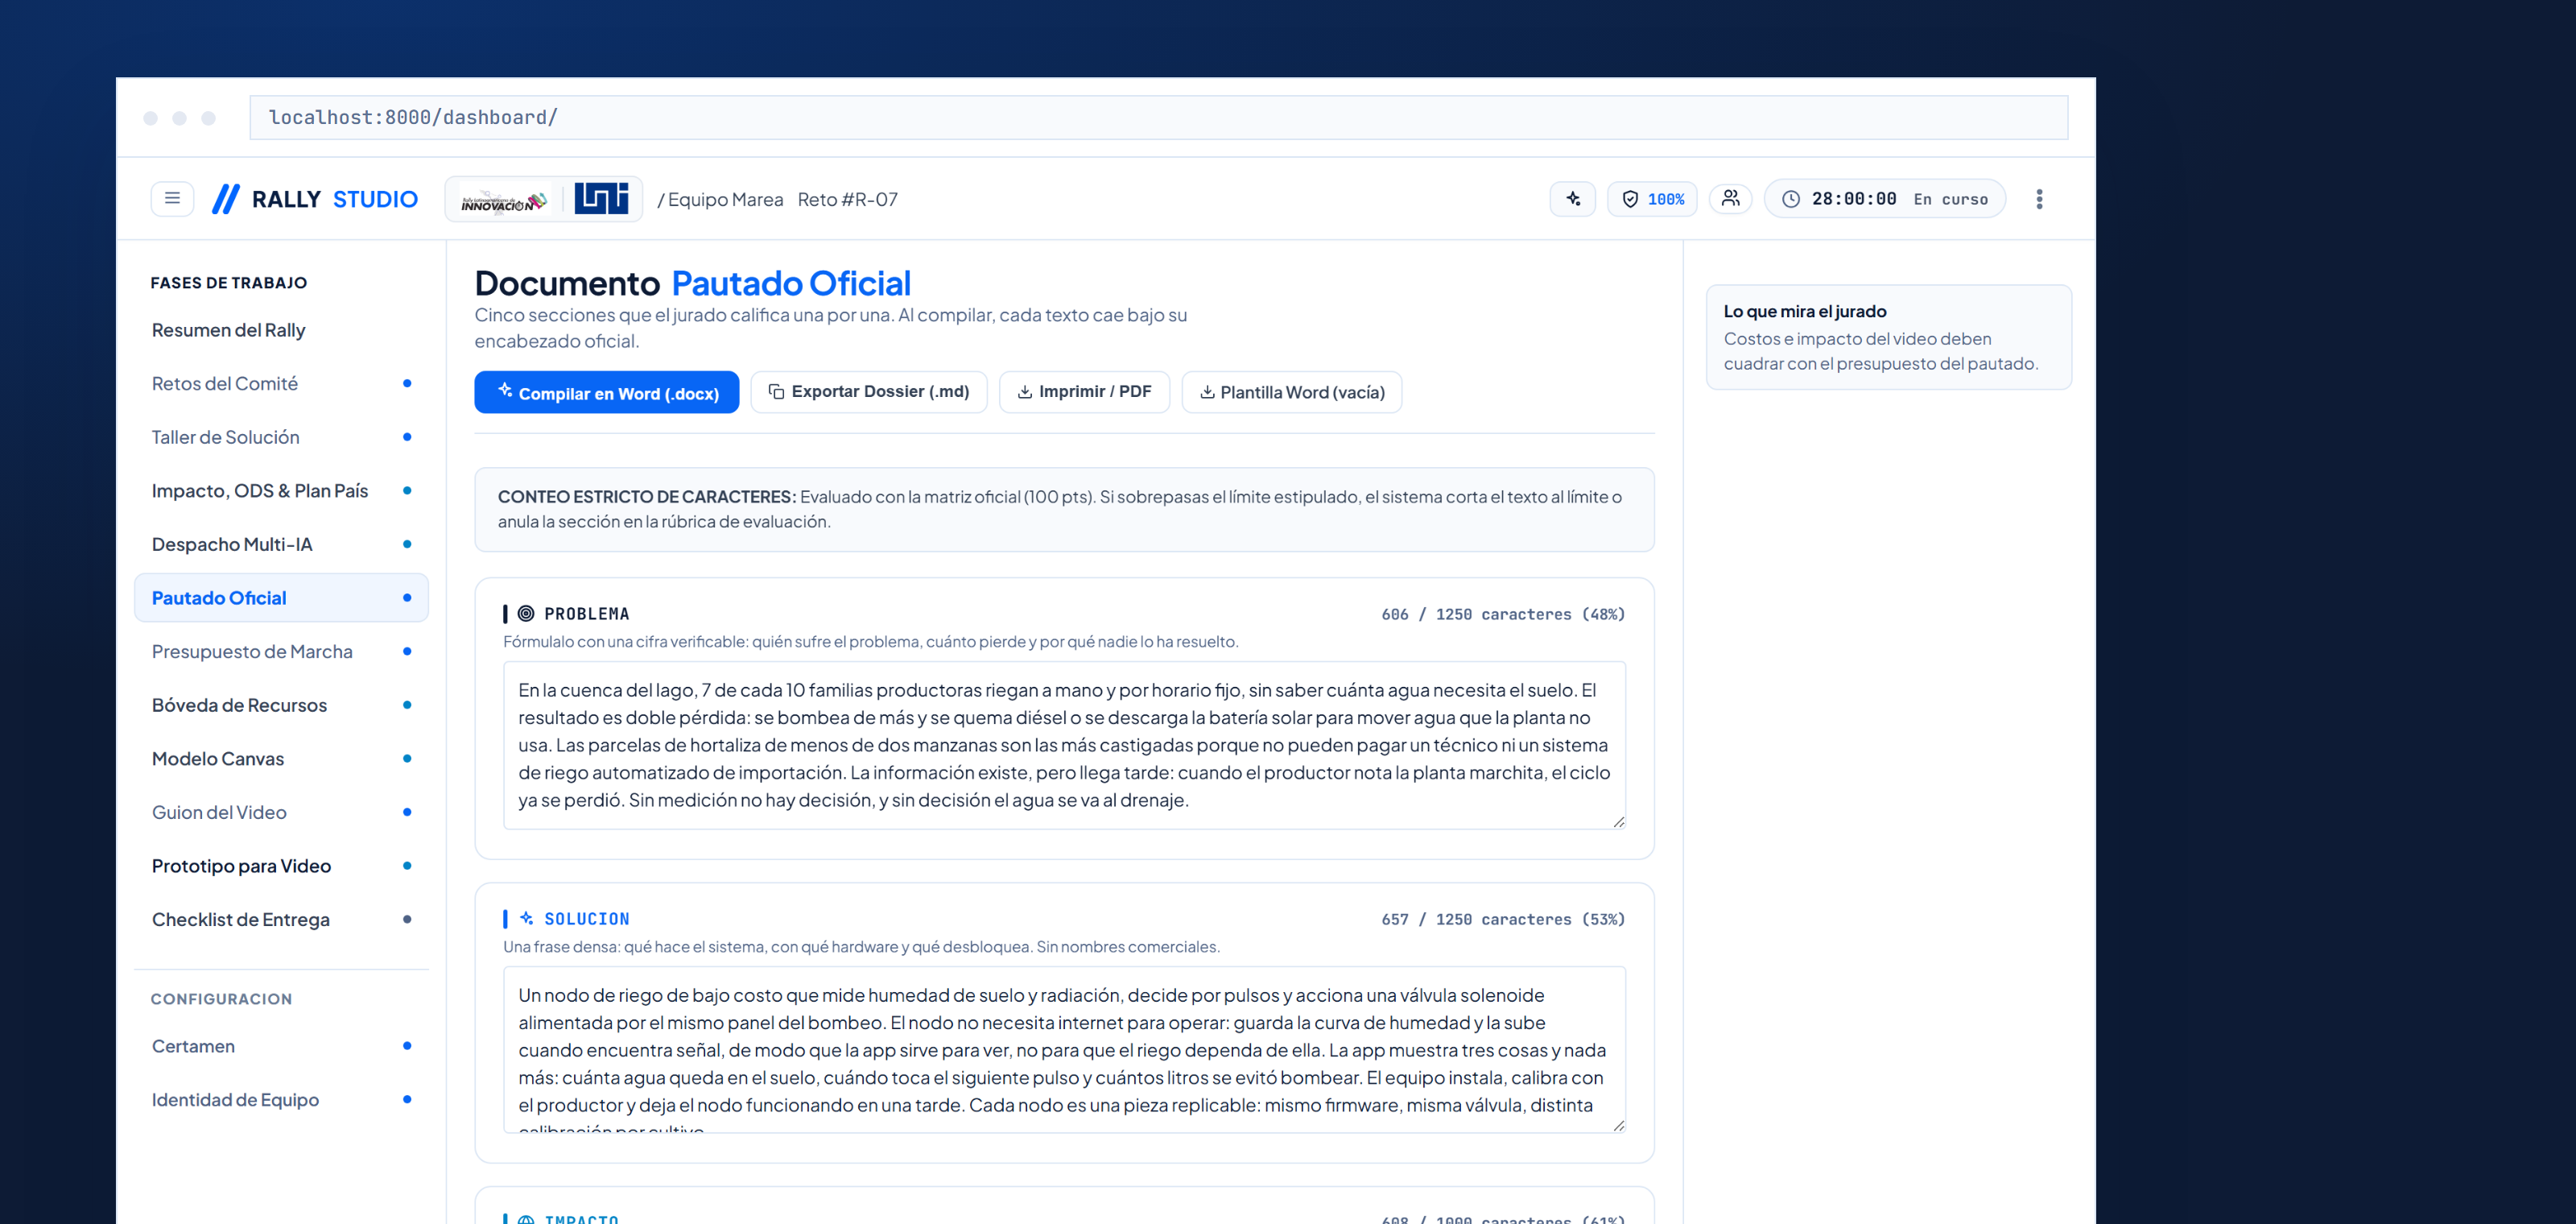 localhost:8000/dashboard/
RALLY STUDIO
Rally Latinoamericano de
INNOVACIÓN
uni
/ Equipo Marea Reto #R-07
100%
28:00:00 En curso
FASES DE TRABAJO
Resumen del Rally
Retos del Comité
Taller de Solución
Impacto, ODS & Plan País
Despacho Multi-IA
Pautado Oficial
Presupuesto de Marcha
Bóveda de Recursos
Modelo Canvas
Guion del Video
Prototipo para Video
Checklist de Entrega
CONFIGURACION
Certamen
Identidad de Equipo
Documento Pautado Oficial
Cinco secciones que el jurado califica una por una. Al compilar, cada texto cae bajo su
encabezado oficial.
Compilar en Word (.docx)
Exportar Dossier (.md)
Imprimir / PDF
Plantilla Word (vacía)
CONTEO ESTRICTO DE CARACTERES: Evaluado con la matriz oficial (100 pts). Si sobrepasas el límite estipulado, el sistema corta el texto al límite o
anula la sección en la rúbrica de evaluación.
PROBLEMA
606 / 1250 caracteres (48%)
Fórmulalo con una cifra verificable: quién sufre el problema, cuánto pierde y por qué nadie lo ha resuelto.
En la cuenca del lago, 7 de cada 10 familias productoras riegan a mano y por horario fijo, sin saber cuánta agua necesita el suelo. El
resultado es doble pérdida: se bombea de más y se quema diésel o se descarga la batería solar para mover agua que la planta no
usa. Las parcelas de hortaliza de menos de dos manzanas son las más castigadas porque no pueden pagar un técnico ni un sistema
de riego automatizado de importación. La información existe, pero llega tarde: cuando el productor nota la planta marchita, el ciclo
ya se perdió. Sin medición no hay decisión, y sin decisión el agua se va al drenaje.
SOLUCION
657 / 1250 caracteres (53%)
Una frase densa: qué hace el sistema, con qué hardware y qué desbloquea. Sin nombres comerciales.
Un nodo de riego de bajo costo que mide humedad de suelo y radiación, decide por pulsos y acciona una válvula solenoide
alimentada por el mismo panel del bombeo. El nodo no necesita internet para operar: guarda la curva de humedad y la sube
cuando encuentra señal, de modo que la app sirve para ver, no para que el riego dependa de ella. La app muestra tres cosas y nada
más: cuánta agua queda en el suelo, cuándo toca el siguiente pulso y cuántos litros se evitó bombear. El equipo instala, calibra con
el productor y deja el nodo funcionando en una tarde. Cada nodo es una pieza replicable: mismo firmware, misma válvula, distinta
calibración por cultivo.
IMPACTO
608 / 1000 caracteres (61%)
Lo que mira el jurado
Costos e impacto del video deben
cuadrar con el presupuesto del pautado.